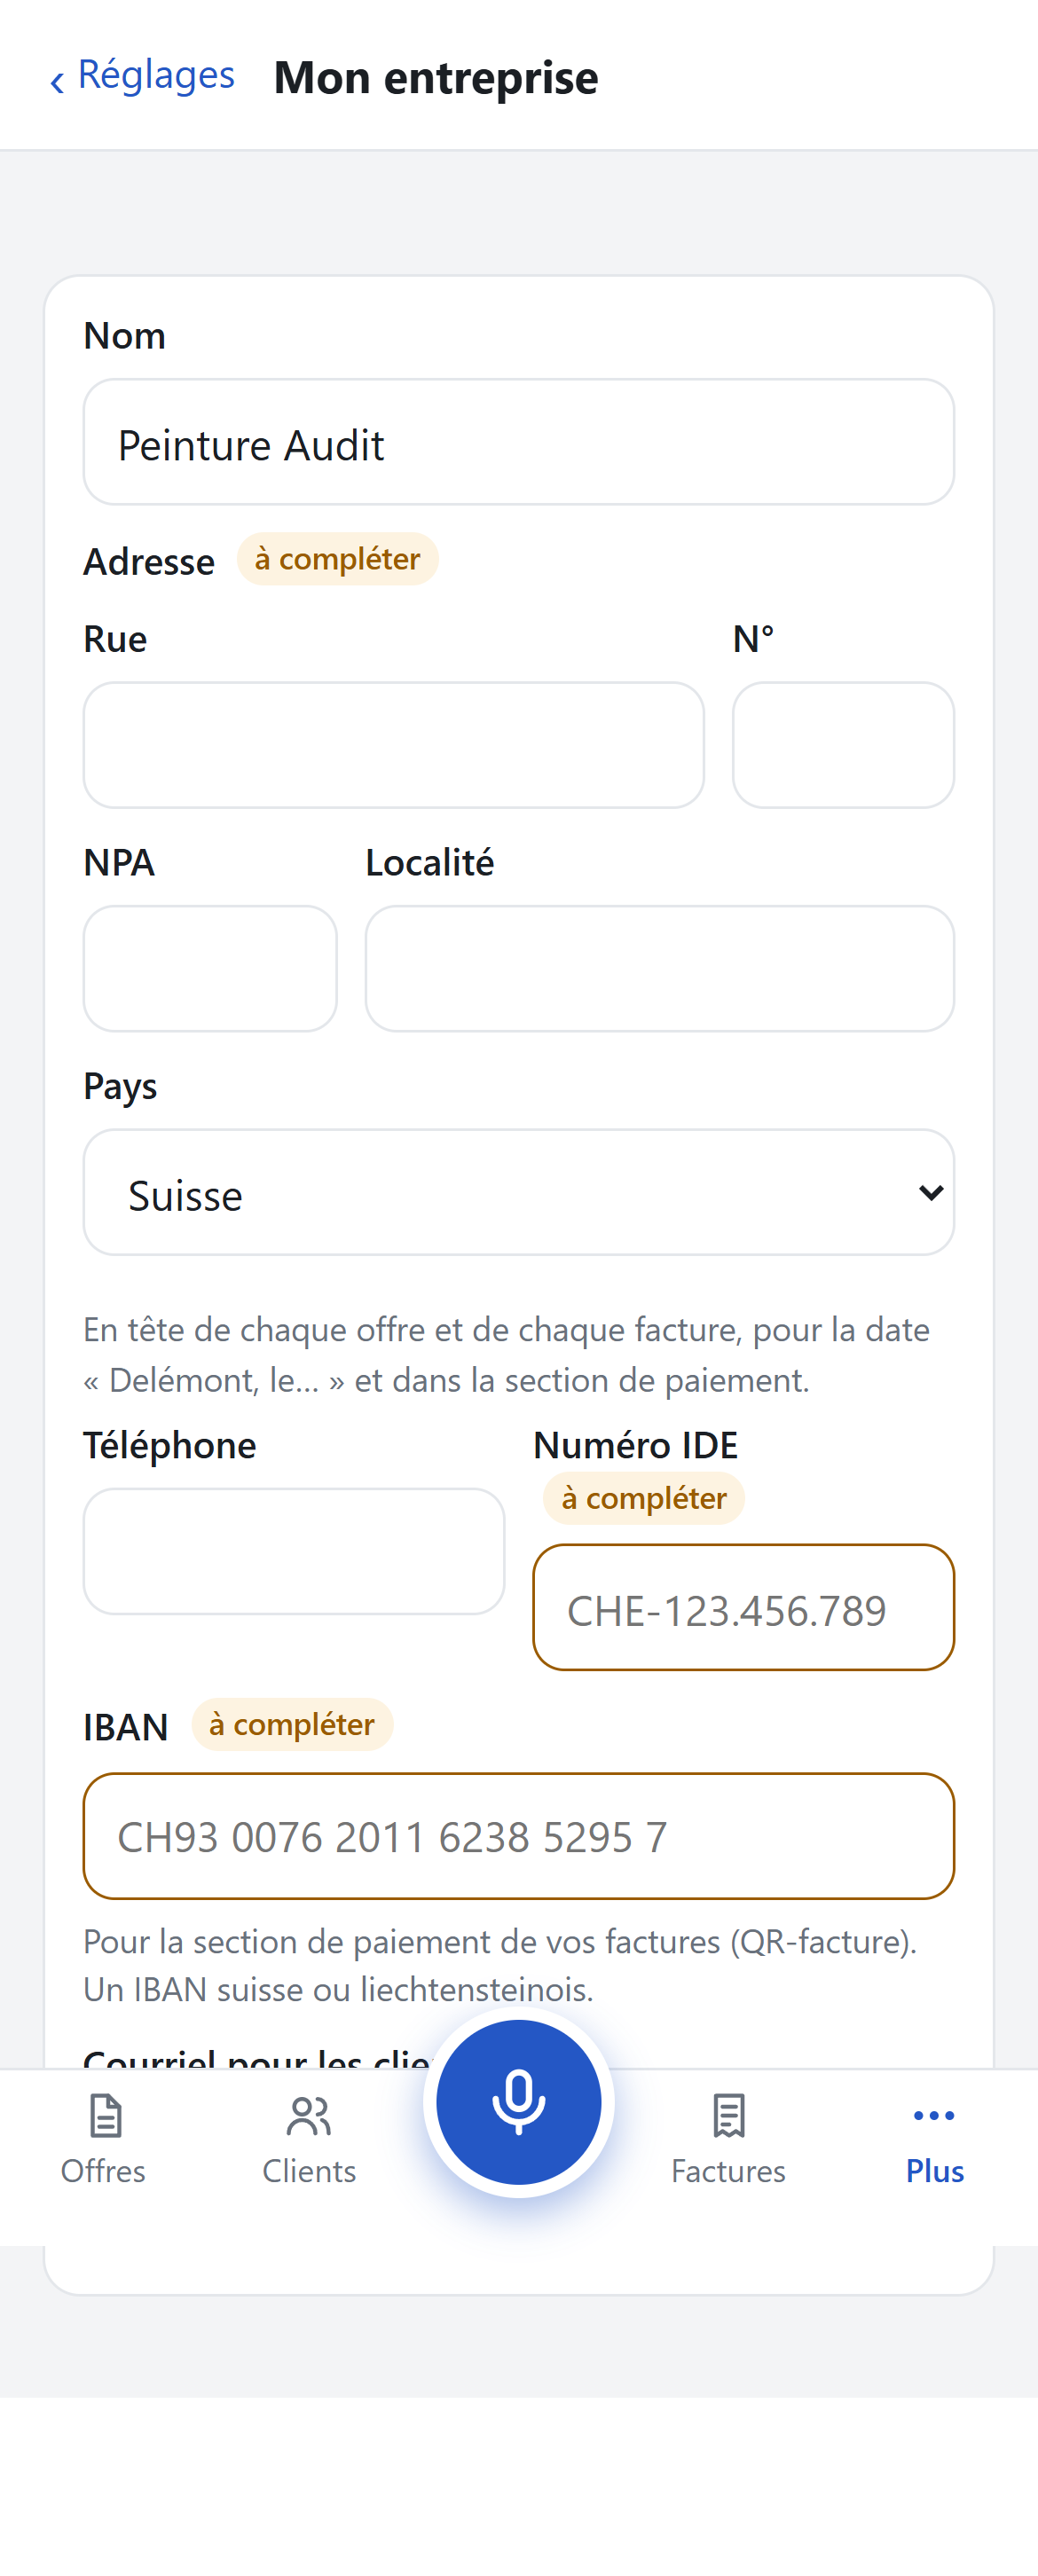 ‹ Réglages Mon entreprise
Nom
Peinture Audit
Adresse à compléter
Rue N°
NPA Localité
Pays
Suisse
En tête de chaque offre et de chaque facture, pour la date
« Delémont, le… » et dans la section de paiement.
Téléphone Numéro IDE
à compléter
CHE-123.456.789
IBAN à compléter
CH93 0076 2011 6238 5295 7
Pour la section de paiement de vos factures (QR-facture).
Un IBAN suisse ou liechtensteinois.
Courriel pour les
Offres Clients Factures Plus